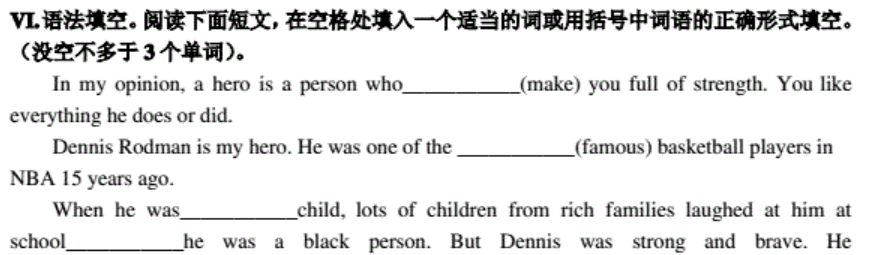 VI. 语法填空。阅读下面短文，在空格处填入一个适当的词或用括号中词语的正确形式填空。
（没空不多于 3 个单词）。
In my opinion, a hero is a person who___________(make) you full of strength. You like
everything he does or did.
Dennis Rodman is my hero. He was one of the ___________(famous) basketball players in
NBA 15 years ago.
When he was___________child, lots of children from rich families laughed at him at
school___________he was a black person. But Dennis was strong and brave. He